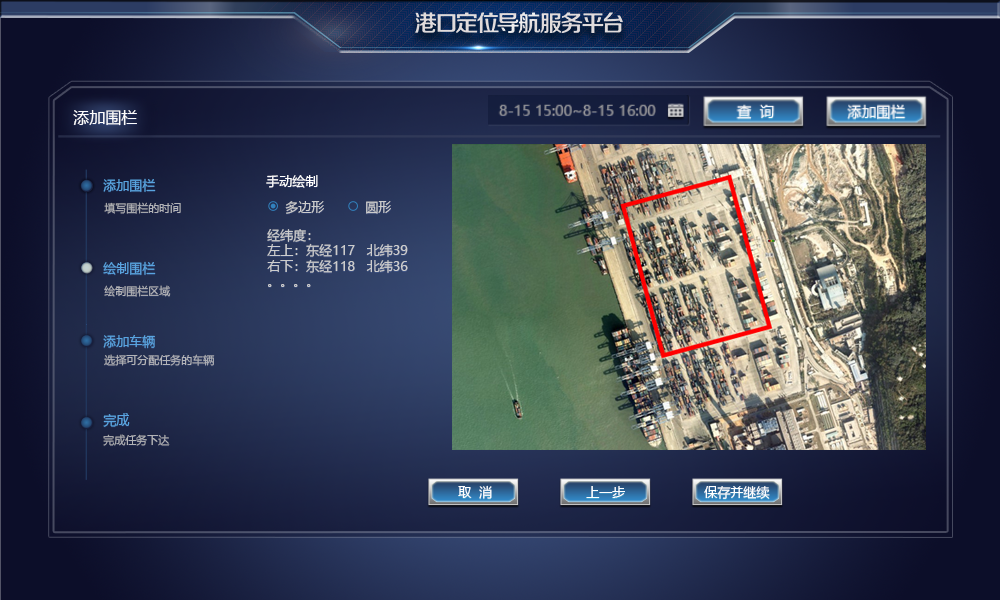 港口定位导航服务平台
添加围栏
8-15 15:00~8-15 16:00
查 询
添加围栏
添加围栏
填写围栏的时间
绘制围栏
绘制围栏区域
添加车辆
选择可分配任务的车辆
完成
完成任务下达
手动绘制
多边形 圆形
经纬度：
左上：东经117 北纬39
右下：东经118 北纬36
。。。。
取 消
上一步
保存并继续